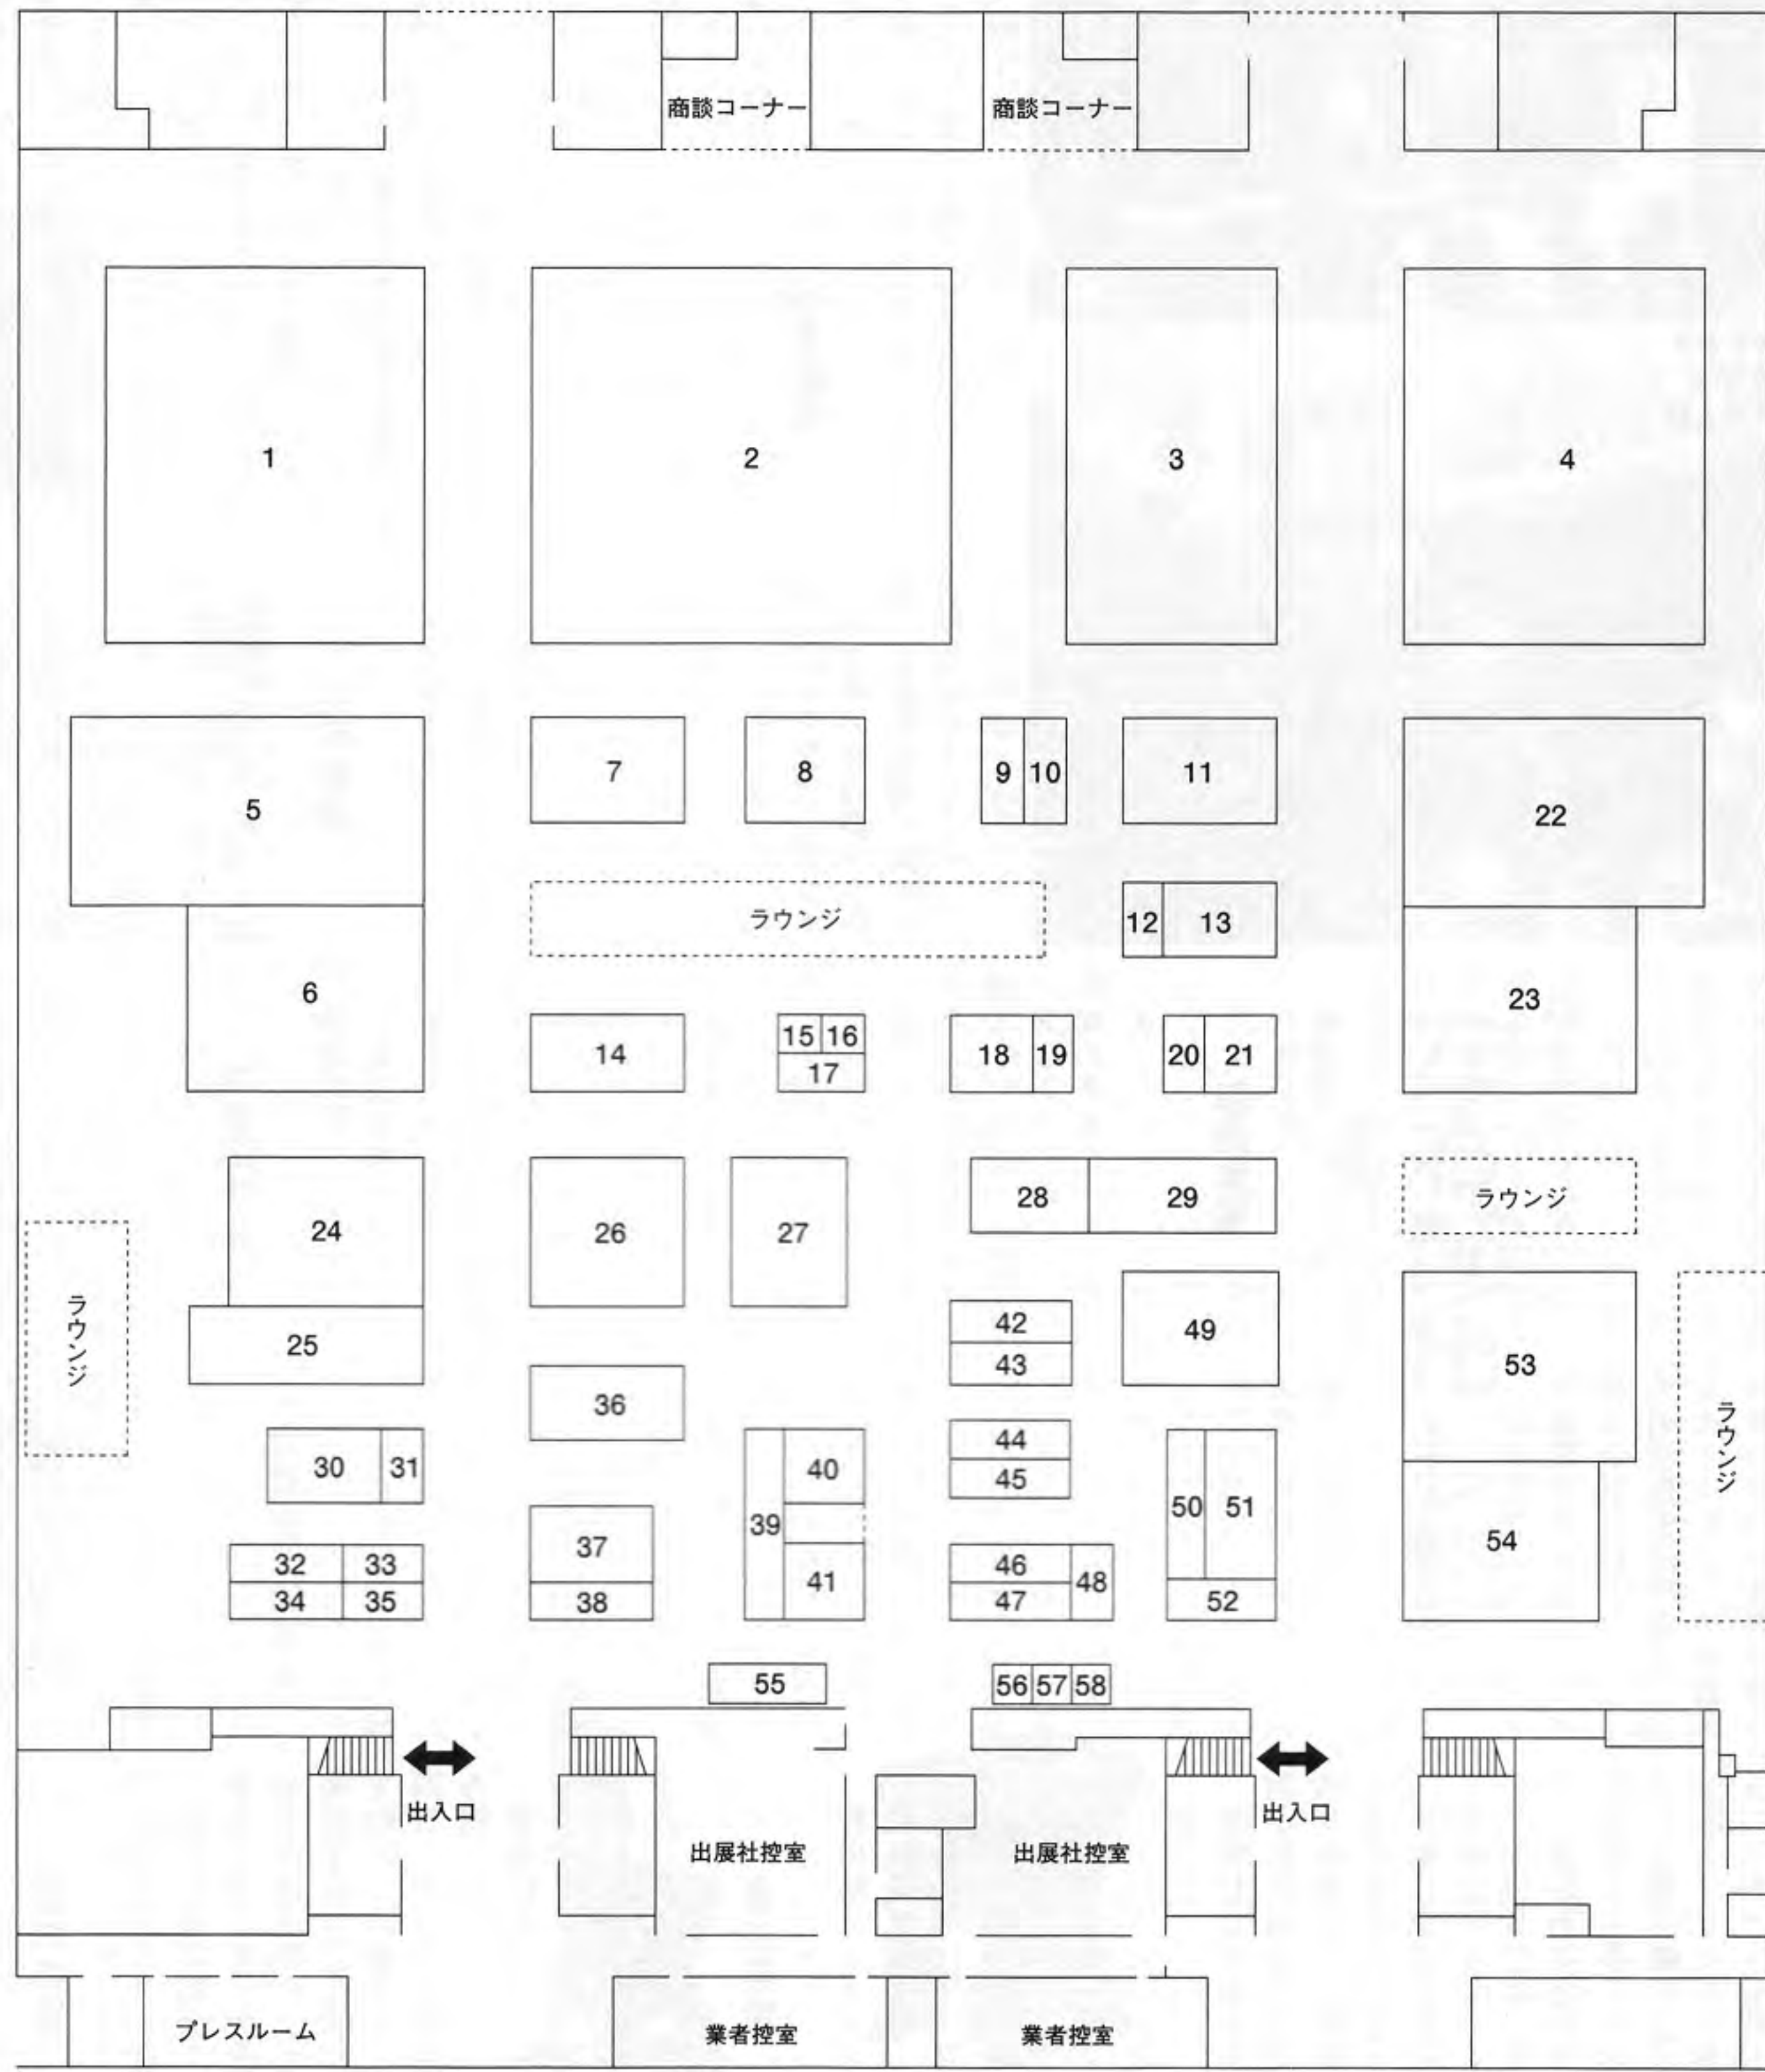 商談コーナー 商談コーナー
1 2 3 4
7 8 9 10 11
5 22
ラウンジ 12 13
6 23
14 15 16 18 19 20 21
17
28 29 ラウンジ
24 26 27
ラウンジ
42 49
25 43 53
36
44 ラウンジ
30 31 40 45
39 50 51
37 54
32 33 41 46 48
34 35 38 47 52
55 56 57 58
出入口 出入口
出展社控室 出展社控室
プレスルーム 業者控室 業者控室